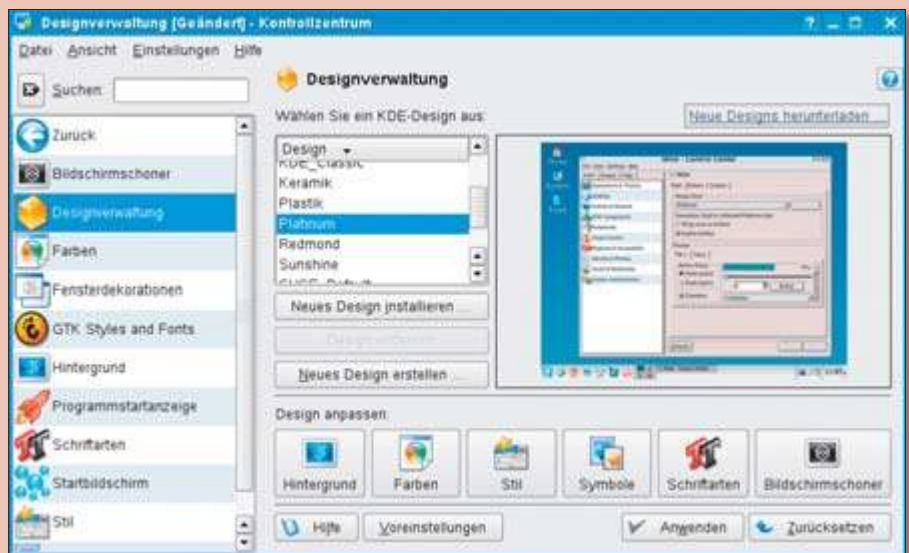 Designverwaltung [Geändert] - Kontrollzentrum
Datei Ansicht Einstellungen Hilfe
Suchen:
Zurück
Bildschirmschoner
Designverwaltung
Farben
Fensterdekorationen
GTK Styles and Fonts
Hintergrund
Programmstartanzeige
Schriftarten
Startbildschirm
Stil
Designverwaltung
Wählen Sie ein KDE-Design aus:
Neue Designs herunterladen ...
Design
KDE_Classic
Keramik
Plastik
Platinum
Redmond
Sunshine
SUSE_Default
Neues Design installieren ...
Neues Design erstellen ...
Design anpassen
Hintergrund
Farben
Stil
Symbole
Schriftarten
Bildschirmschoner
Hilfe
Voreinstellungen
Anwenden
Zurücksetzen